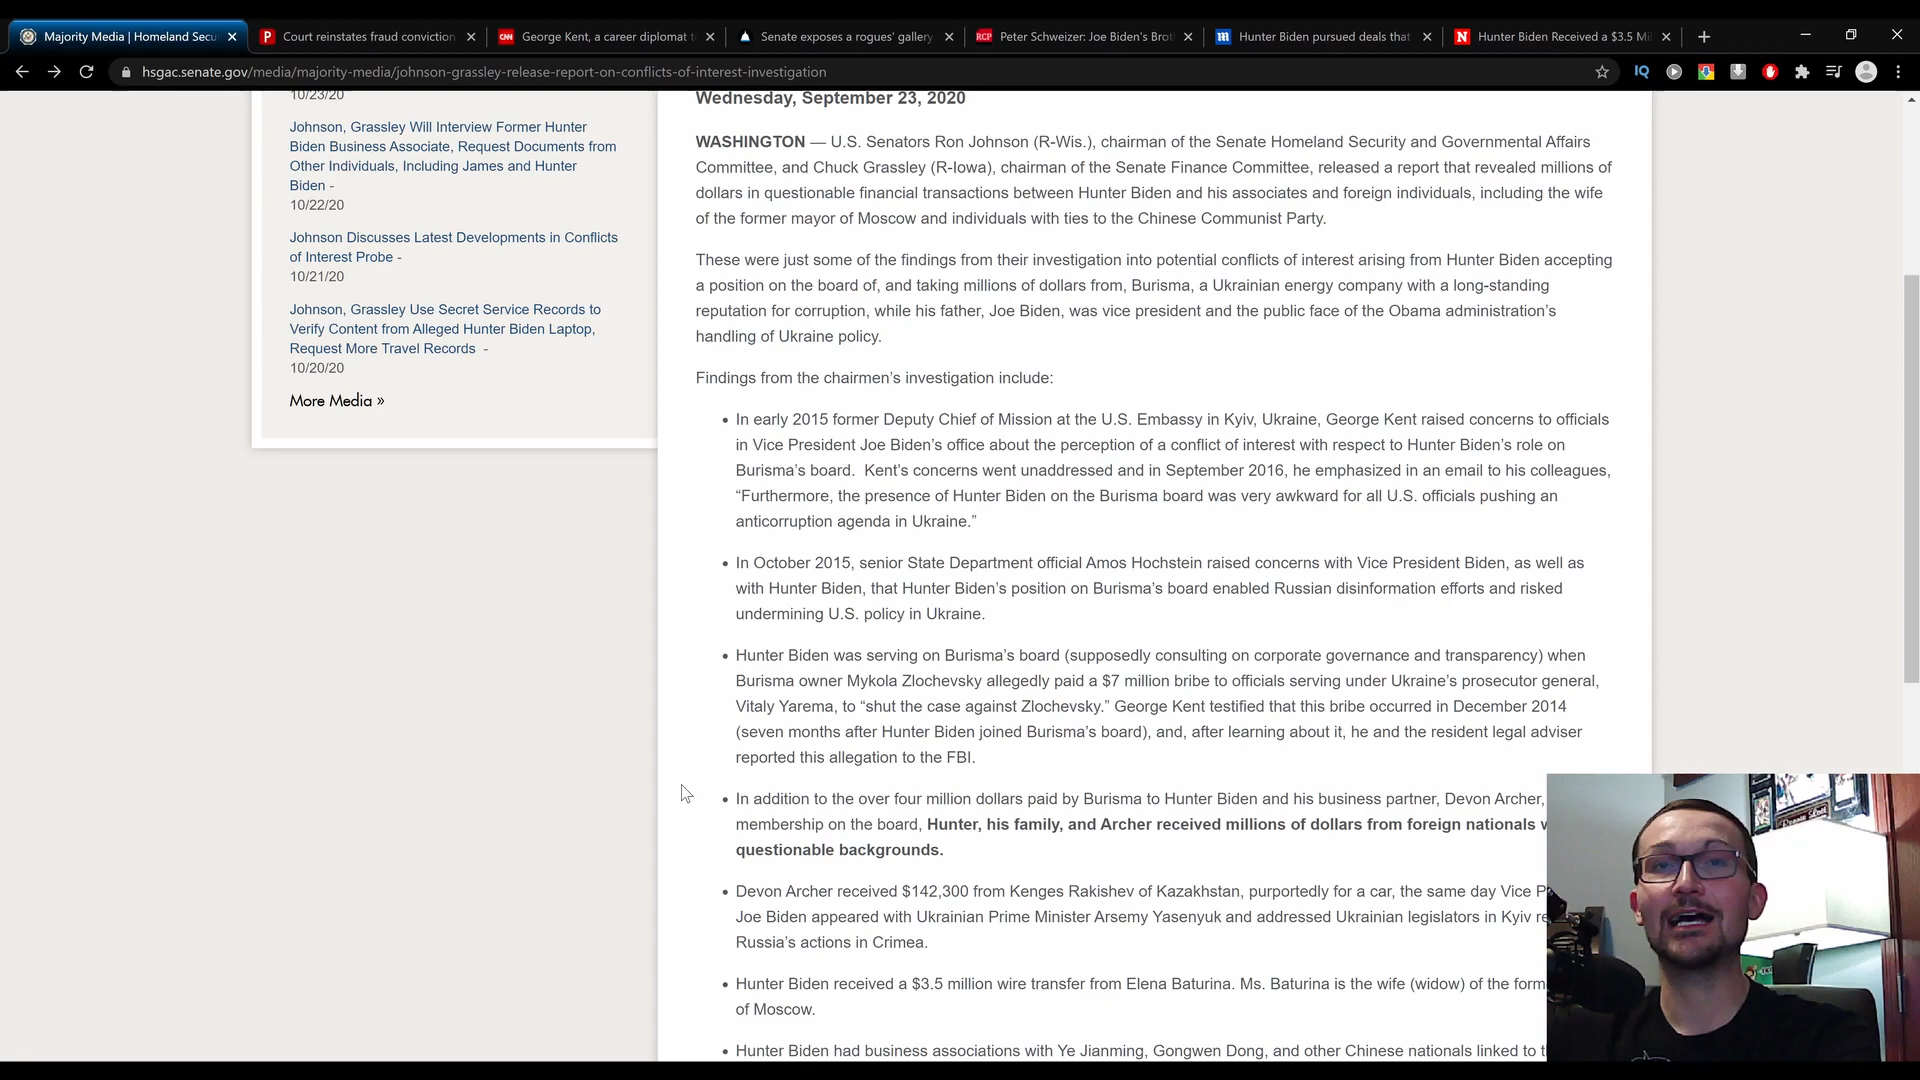 Majority Media | Homeland Secu
Court reinstates fraud conviction
George Kent, a career diplomat t
Senate exposes a rogues' gallery
Peter Schweizer: Joe Biden's Brot
Hunter Biden pursued deals that
Hunter Biden Received a $3.5 Mil
hsgac.senate.gov/media/majority-media/johnson-grassley-release-report-on-conflicts-of-interest-investigation
10/23/20
Johnson, Grassley Will Interview Former Hunter
Biden Business Associate, Request Documents from
Other Individuals, Including James and Hunter
Biden -
10/22/20
Johnson Discusses Latest Developments in Conflicts
of Interest Probe -
10/21/20
Johnson, Grassley Use Secret Service Records to
Verify Content from Alleged Hunter Biden Laptop,
Request More Travel Records -
10/20/20
More Media »
Wednesday, September 23, 2020
WASHINGTON — U.S. Senators Ron Johnson (R-Wis.), chairman of the Senate Homeland Security and Governmental Affairs
Committee, and Chuck Grassley (R-Iowa), chairman of the Senate Finance Committee, released a report that revealed millions of
dollars in questionable financial transactions between Hunter Biden and his associates and foreign individuals, including the wife
of the former mayor of Moscow and individuals with ties to the Chinese Communist Party.
These were just some of the findings from their investigation into potential conflicts of interest arising from Hunter Biden accepting
a position on the board of, and taking millions of dollars from, Burisma, a Ukrainian energy company with a long-standing
reputation for corruption, while his father, Joe Biden, was vice president and the public face of the Obama administration's
handling of Ukraine policy.
Findings from the chairmen's investigation include:
• In early 2015 former Deputy Chief of Mission at the U.S. Embassy in Kyiv, Ukraine, George Kent raised concerns to officials
in Vice President Joe Biden's office about the perception of a conflict of interest with respect to Hunter Biden's role on
Burisma's board. Kent's concerns went unaddressed and in September 2016, he emphasized in an email to his colleagues,
“Furthermore, the presence of Hunter Biden on the Burisma board was very awkward for all U.S. officials pushing an
anticorruption agenda in Ukraine.”
• In October 2015, senior State Department official Amos Hochstein raised concerns with Vice President Biden, as well as
with Hunter Biden, that Hunter Biden's position on Burisma's board enabled Russian disinformation efforts and risked
undermining U.S. policy in Ukraine.
• Hunter Biden was serving on Burisma's board (supposedly consulting on corporate governance and transparency) when
Burisma owner Mykola Zlochevsky allegedly paid a $7 million bribe to officials serving under Ukraine's prosecutor general,
Vitaly Yarema, to “shut the case against Zlochevsky.” George Kent testified that this bribe occurred in December 2014
(seven months after Hunter Biden joined Burisma's board), and, after learning about it, he and the resident legal adviser
reported this allegation to the FBI.
• In addition to the over four million dollars paid by Burisma to Hunter Biden and his business partner, Devon Archer,
membership on the board, Hunter, his family, and Archer received millions of dollars from foreign nationals w
questionable backgrounds.
• Devon Archer received $142,300 from Kenges Rakishev of Kazakhstan, purportedly for a car, the same day Vice P
Joe Biden appeared with Ukrainian Prime Minister Arsemy Yasenyuk and addressed Ukrainian legislators in Kyiv re
Russia's actions in Crimea.
• Hunter Biden received a $3.5 million wire transfer from Elena Baturina. Ms. Baturina is the wife (widow) of the form
of Moscow.
• Hunter Biden had business associations with Ye Jianming, Gongwen Dong, and other Chinese nationals linked to th